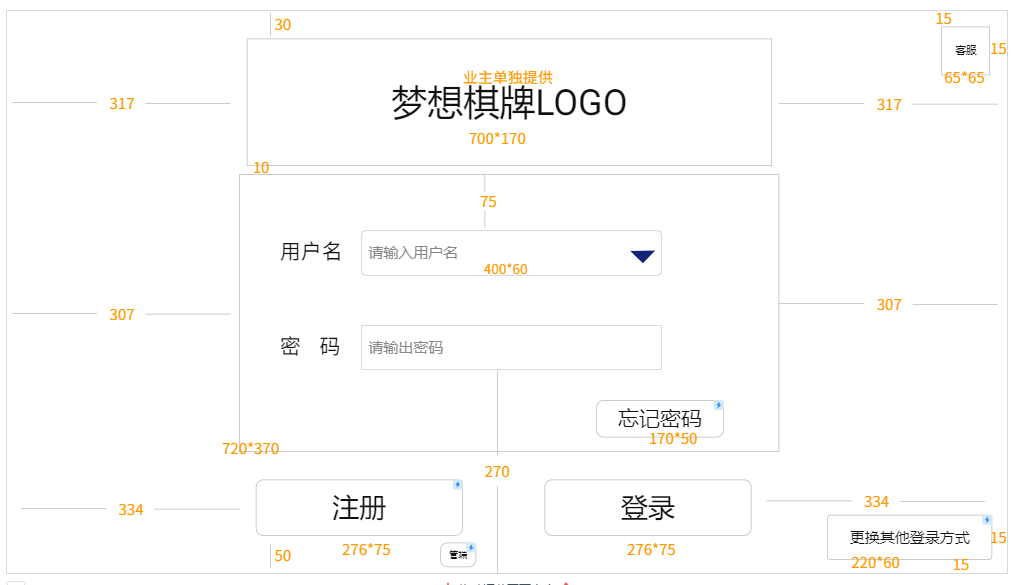 30
15
客服
15
65*65
业主单独提供
梦想棋牌LOGO
700*170
317
317
10
75
用户名
请输入用户名
400*60
307
307
密 码
请输出密码
忘记密码
170*50
720*370
270
334
注册
登录
334
276*75
276*75
50
管理
更换其他登录方式
15
220*60
15